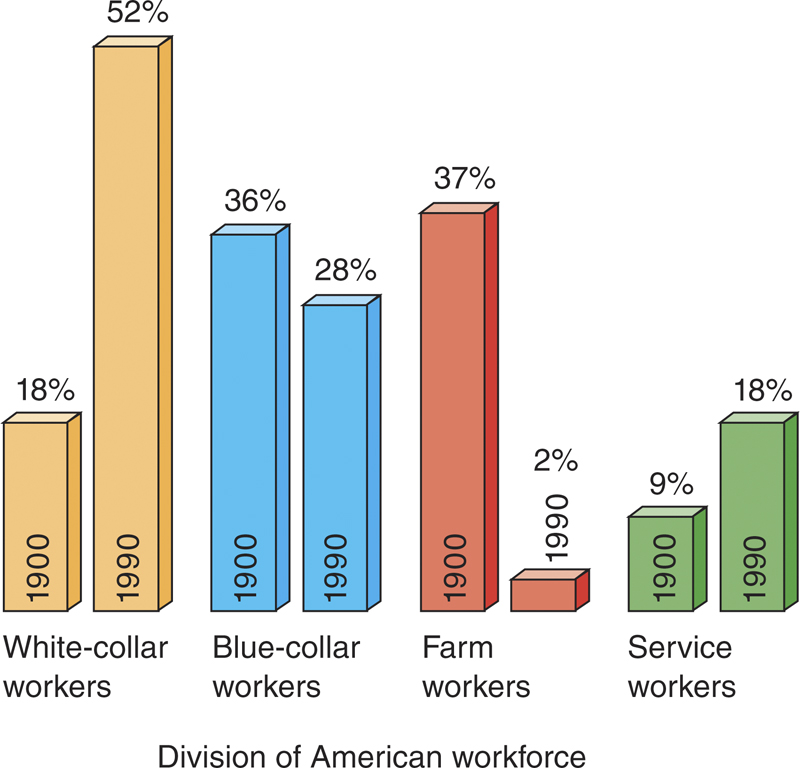 52%
37%
36%
28%
18%
18%
2%
9%
1900
1990
1900
1990
1900
1990
1900
1990
White-collar
workers
Blue-collar
workers
Farm
workers
Service
workers
Division of American workforce